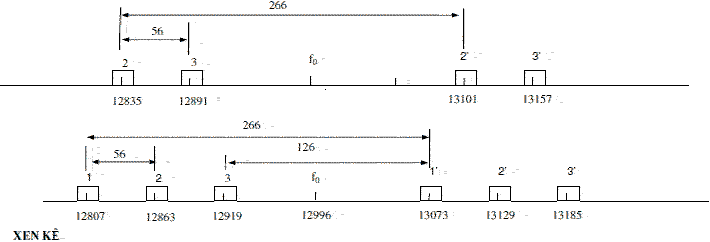 266
56
2 3 f₀ 2' 3'
12835 12891 13101 13157
266
126
56
1 2 3 f₀ 1' 2' 3'
12807 12863 12919 12996 13073 13129 13185
XEN KẼ